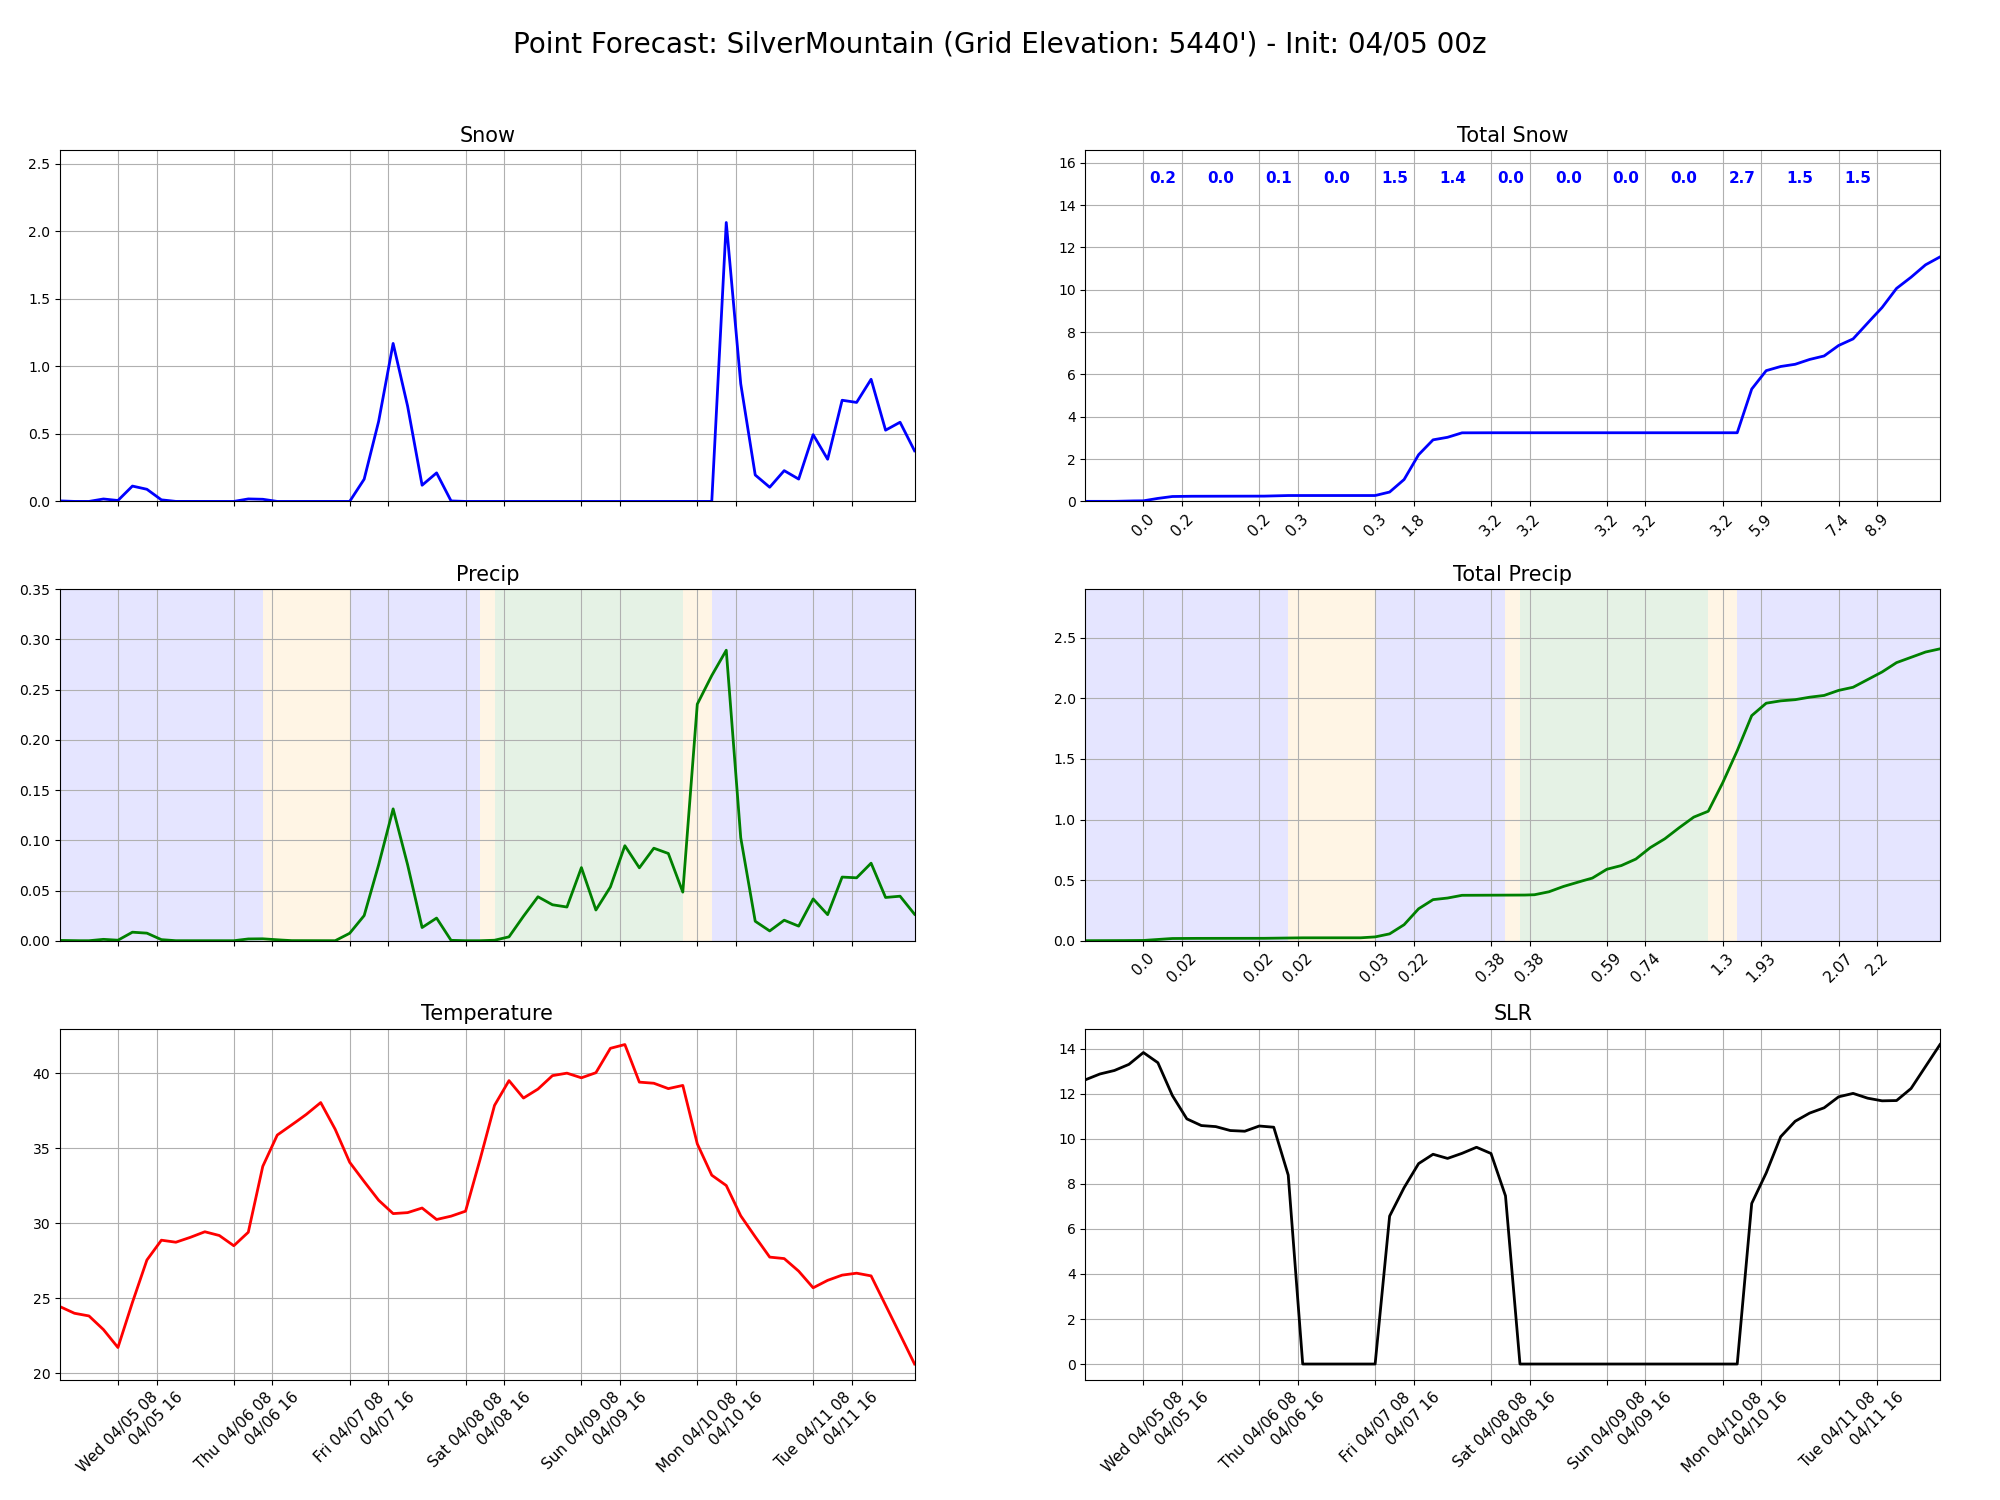 Point Forecast: SilverMountain (Grid Elevation: 5440') - Init: 04/05 00z
Snow
2.5
2.0
1.5
1.0
0.5
0.0
Total Snow
16
14
12
10
8
6
4
2
0
0.2 0.0 0.1 0.0 1.5 1.4 0.0 0.0 0.0 0.0 2.7 1.5 1.5
0.0 0.2 0.2 0.3 0.3 1.8 3.2 3.2 3.2 3.2 3.2 5.9 7.4 8.9
Precip
0.35
0.30
0.25
0.20
0.15
0.10
0.05
0.00
Total Precip
2.5
2.0
1.5
1.0
0.5
0.0
0.0 0.02 0.02 0.02 0.03 0.22 0.38 0.38 0.59 0.74 1.3 1.93 2.07 2.2
Temperature
40
35
30
25
20
Wed 04/05 08
04/05 16
Thu 04/06 08
04/06 16
Fri 04/07 08
04/07 16
Sat 04/08 08
04/08 16
Sun 04/09 08
04/09 16
Mon 04/10 08
04/10 16
Tue 04/11 08
04/11 16
SLR
14
12
10
8
6
4
2
0
Wed 04/05 08
04/05 16
Thu 04/06 08
04/06 16
Fri 04/07 08
04/07 16
Sat 04/08 08
04/08 16
Sun 04/09 08
04/09 16
Mon 04/10 08
04/10 16
Tue 04/11 08
04/11 16